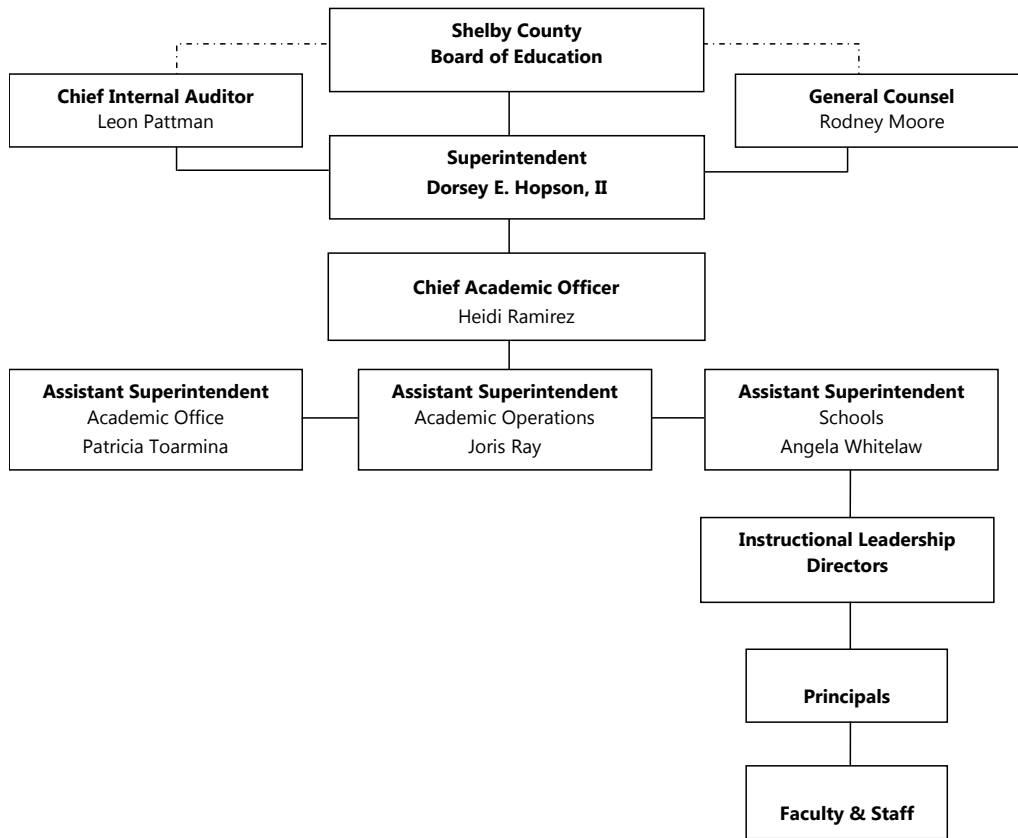 Shelby County
Board of Education
Chief Internal Auditor
Leon Pattman
General Counsel
Rodney Moore
Superintendent
Dorsey E. Hopson, II
Chief Academic Officer
Heidi Ramirez
Assistant Superintendent
Academic Office
Patricia Toarmina
Assistant Superintendent
Academic Operations
Joris Ray
Assistant Superintendent
Schools
Angela Whitelaw
Instructional Leadership
Directors
Principals
Faculty & Staff